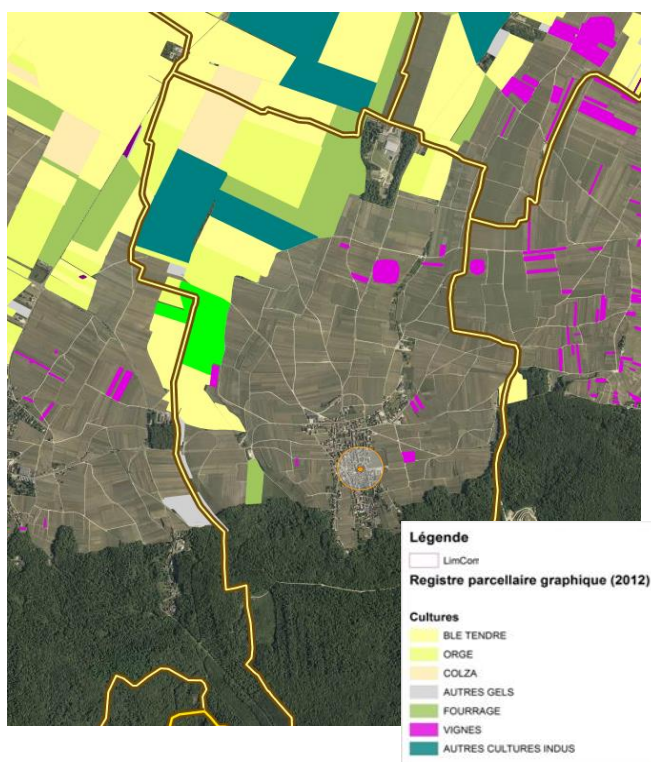 Légende
LimCom
Registre parcellaire graphique (2012)
Cultures
BLE TENDRE
ORGE
COLZA
AUTRES GELS
FOURRAGE
VIGNES
AUTRES CULTURES INDUS